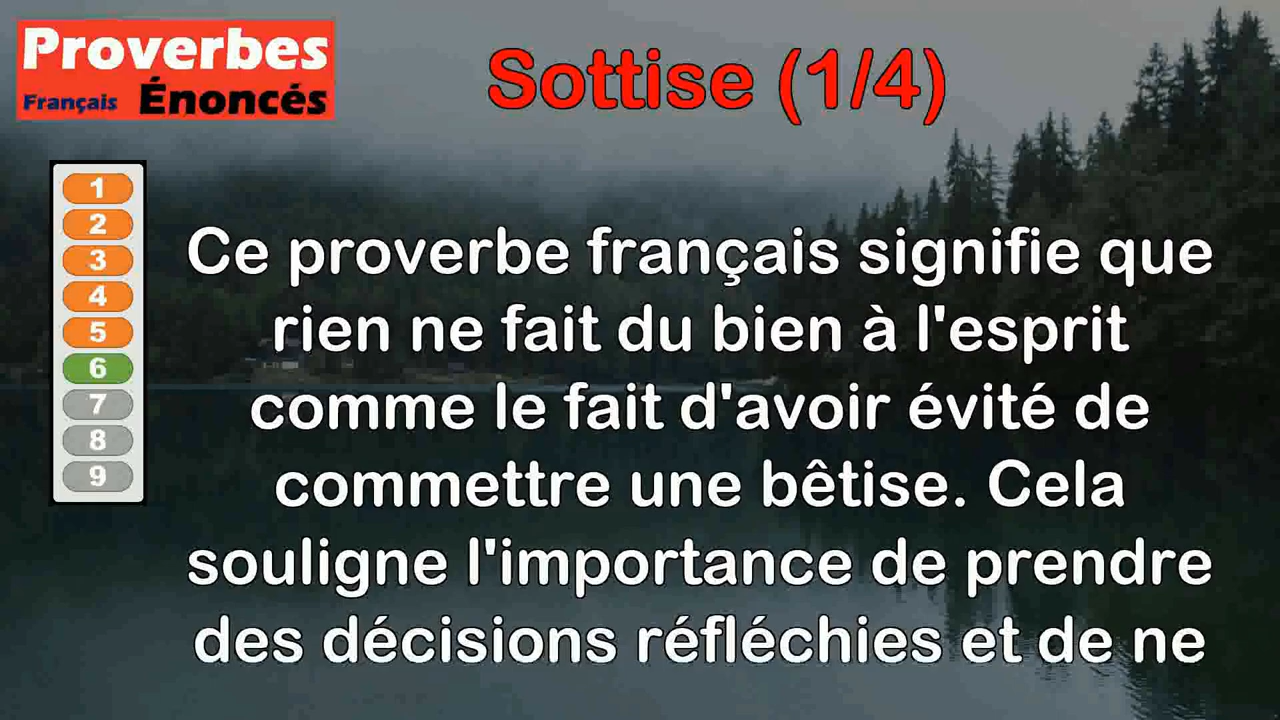 Proverbes
Français Énoncés
Sottise (1/4)
1
2
3
4
5
6
7
8
9
Ce proverbe français signifie que
rien ne fait du bien à l'esprit
comme le fait d'avoir évité de
commettre une bêtise. Cela
souligne l'importance de prendre
des décisions réfléchies et de ne